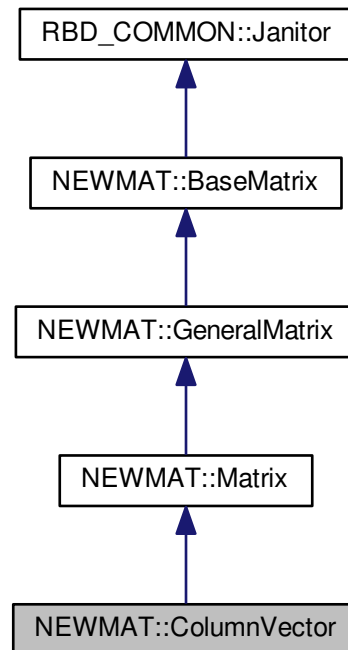 RBD_COMMON::Janitor
NEWMAT::BaseMatrix
NEWMAT::GeneralMatrix
NEWMAT::Matrix
NEWMAT::ColumnVector